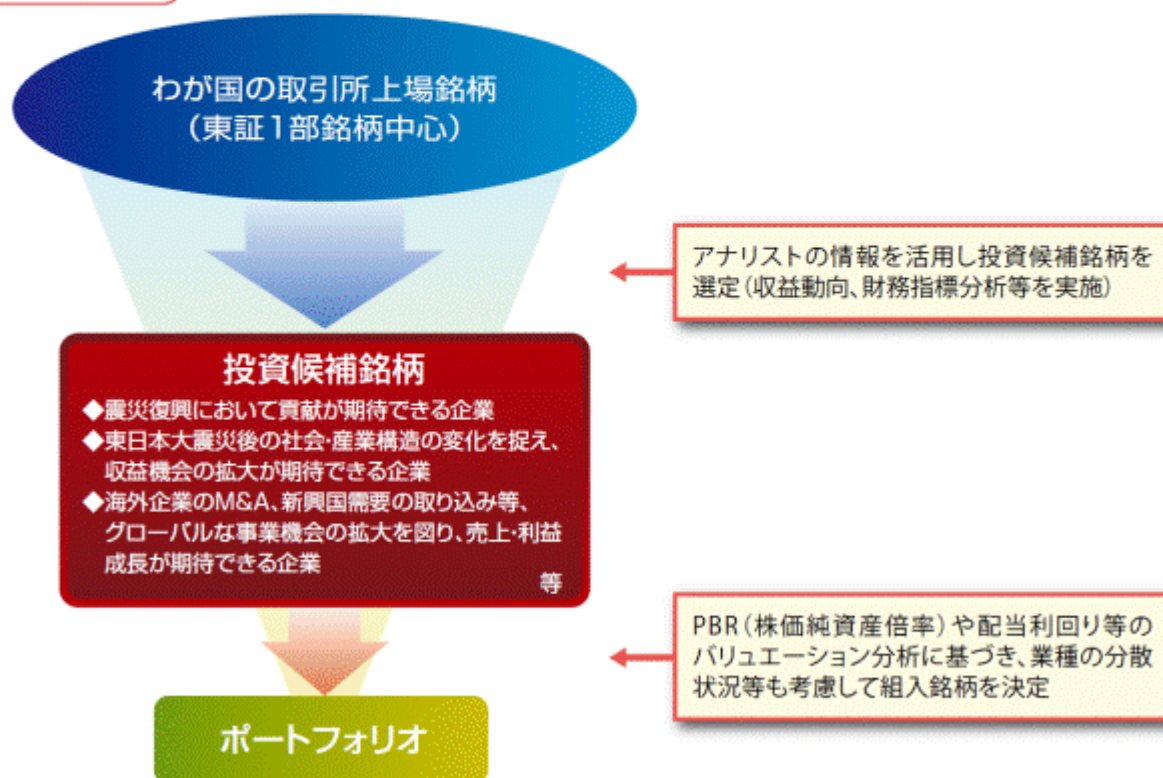 わが国の取引所上場銘柄
（東証1部銘柄中心）
アナリストの情報を活用し投資候補銘柄を
選定（収益動向、財務指標分析等を実施）
投資候補銘柄
◆震災復興において貢献が期待できる企業
◆東日本大震災後の社会・産業構造の変化を捉え、
収益機会の拡大が期待できる企業
◆海外企業のM&A、新興国需要の取り込み等、
グローバルな事業機会の拡大を図り、売上・利益
成長が期待できる企業
等
PBR（株価純資産倍率）や配当利回り等の
バリュエーション分析に基づき、業種の分散
状況等も考慮して組入銘柄を決定
ポートフォリオ